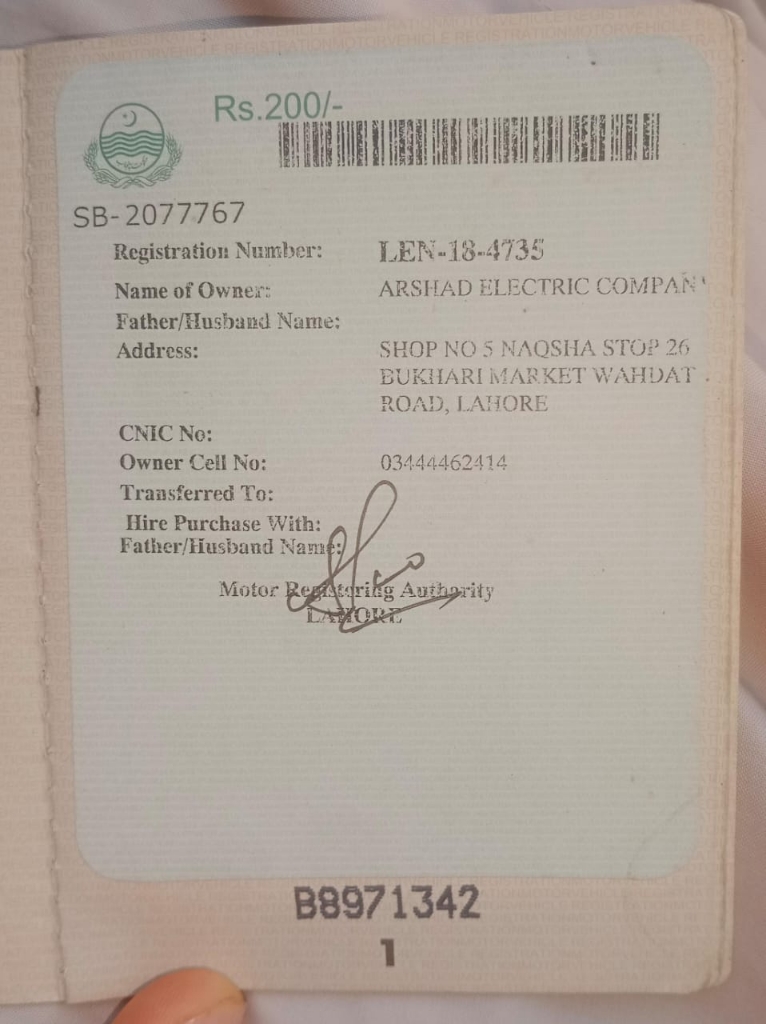 Rs.200/-
SB-2077767
Registration Number: LEN-18-4735
Name of Owner: ARSHAD ELECTRIC COMPANY
Father/Husband Name:
Address: SHOP NO 5 NAQSHA STOP 26
BUKHARI MARKET WAHDAT
ROAD, LAHORE
CNIC No:
Owner Cell No: 03444462414
Transferred To:
Hire Purchase With:
Father/Husband Name:
Motor Registering Authority
LAHORE
B8971342
1